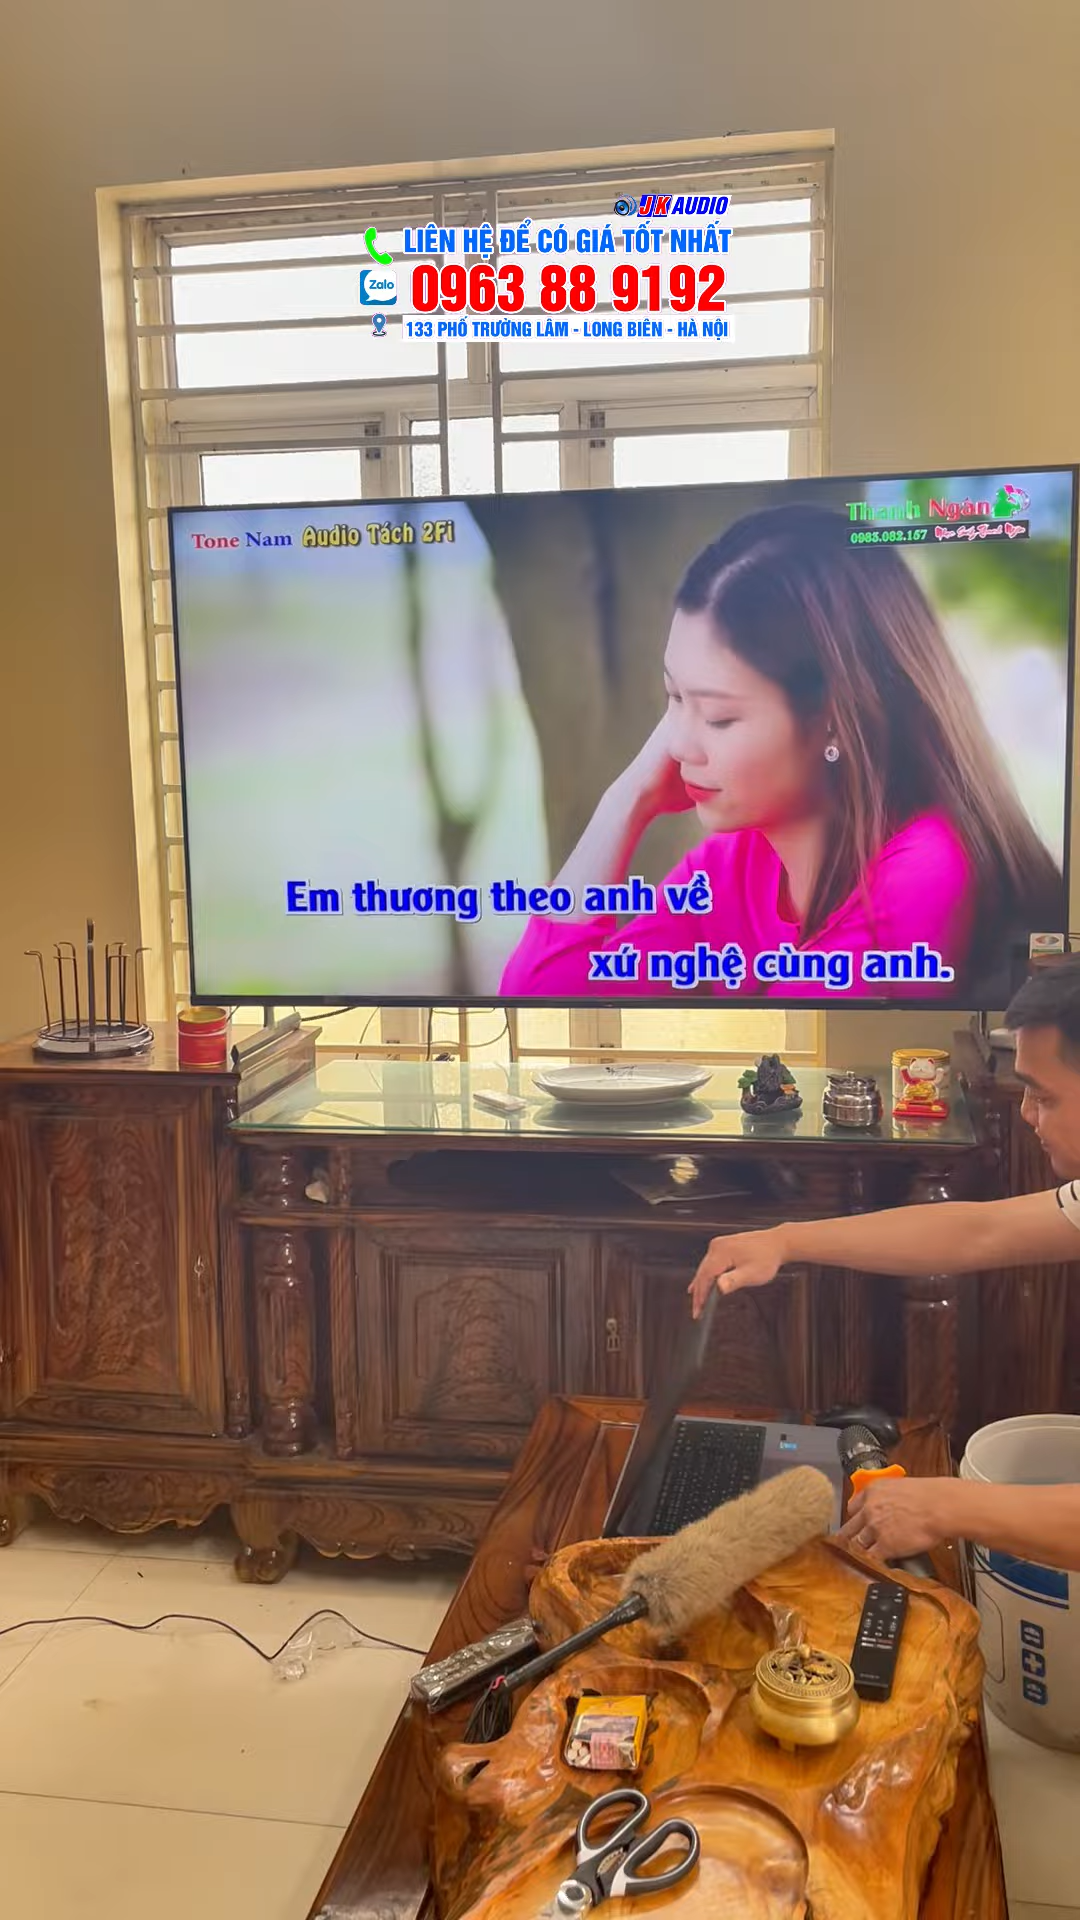 JK AUDIO
LIÊN HỆ ĐỂ CÓ GIÁ TỐT NHẤT
Zalo
0963 88 9192
133 PHỐ TRƯỜNG LÂM - LONG BIÊN - HÀ NỘI
Tone Nam Audio Tách 2Fi
Thanh Ngân
0983.082.157
Em thương theo anh về
xứ nghệ cùng anh.